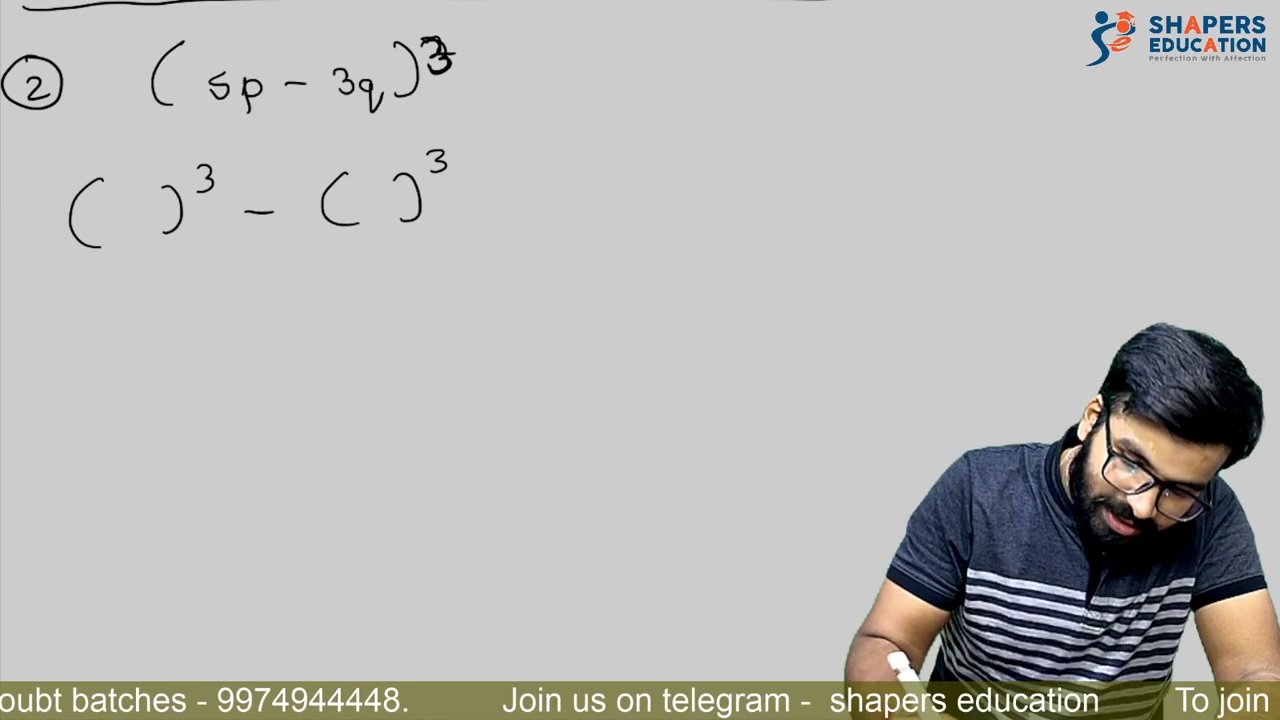 SHAPERS
EDUCATION
Perfection With Affection
2 (5p - 3q)³
( )³ - ( )³
oubt batches - 9974944448. Join us on telegram - shapers education To join